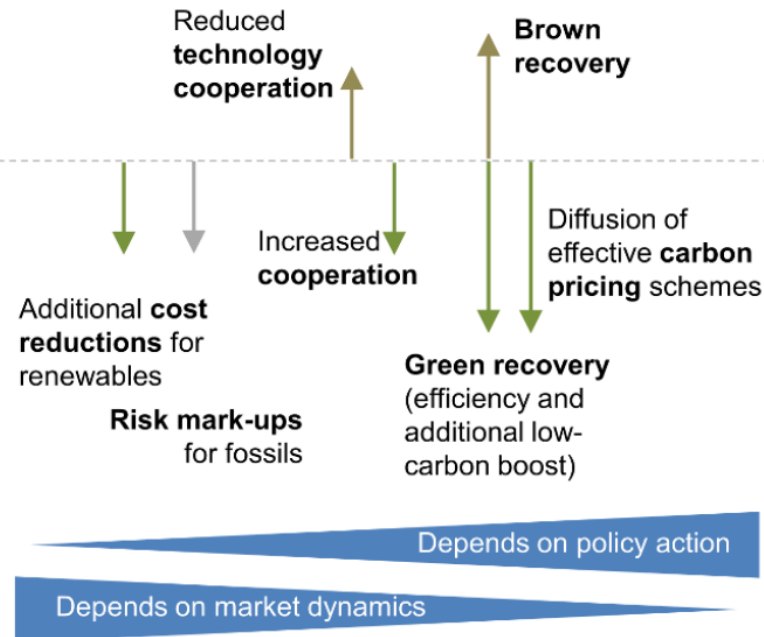 Reduced
technology
cooperation
Brown
recovery
Increased
cooperation
Diffusion of
effective carbon
pricing schemes
Additional cost
reductions for
renewables
Risk mark-ups
for fossils
Green recovery
(efficiency and
additional low-
carbon boost)
Depends on policy action
Depends on market dynamics